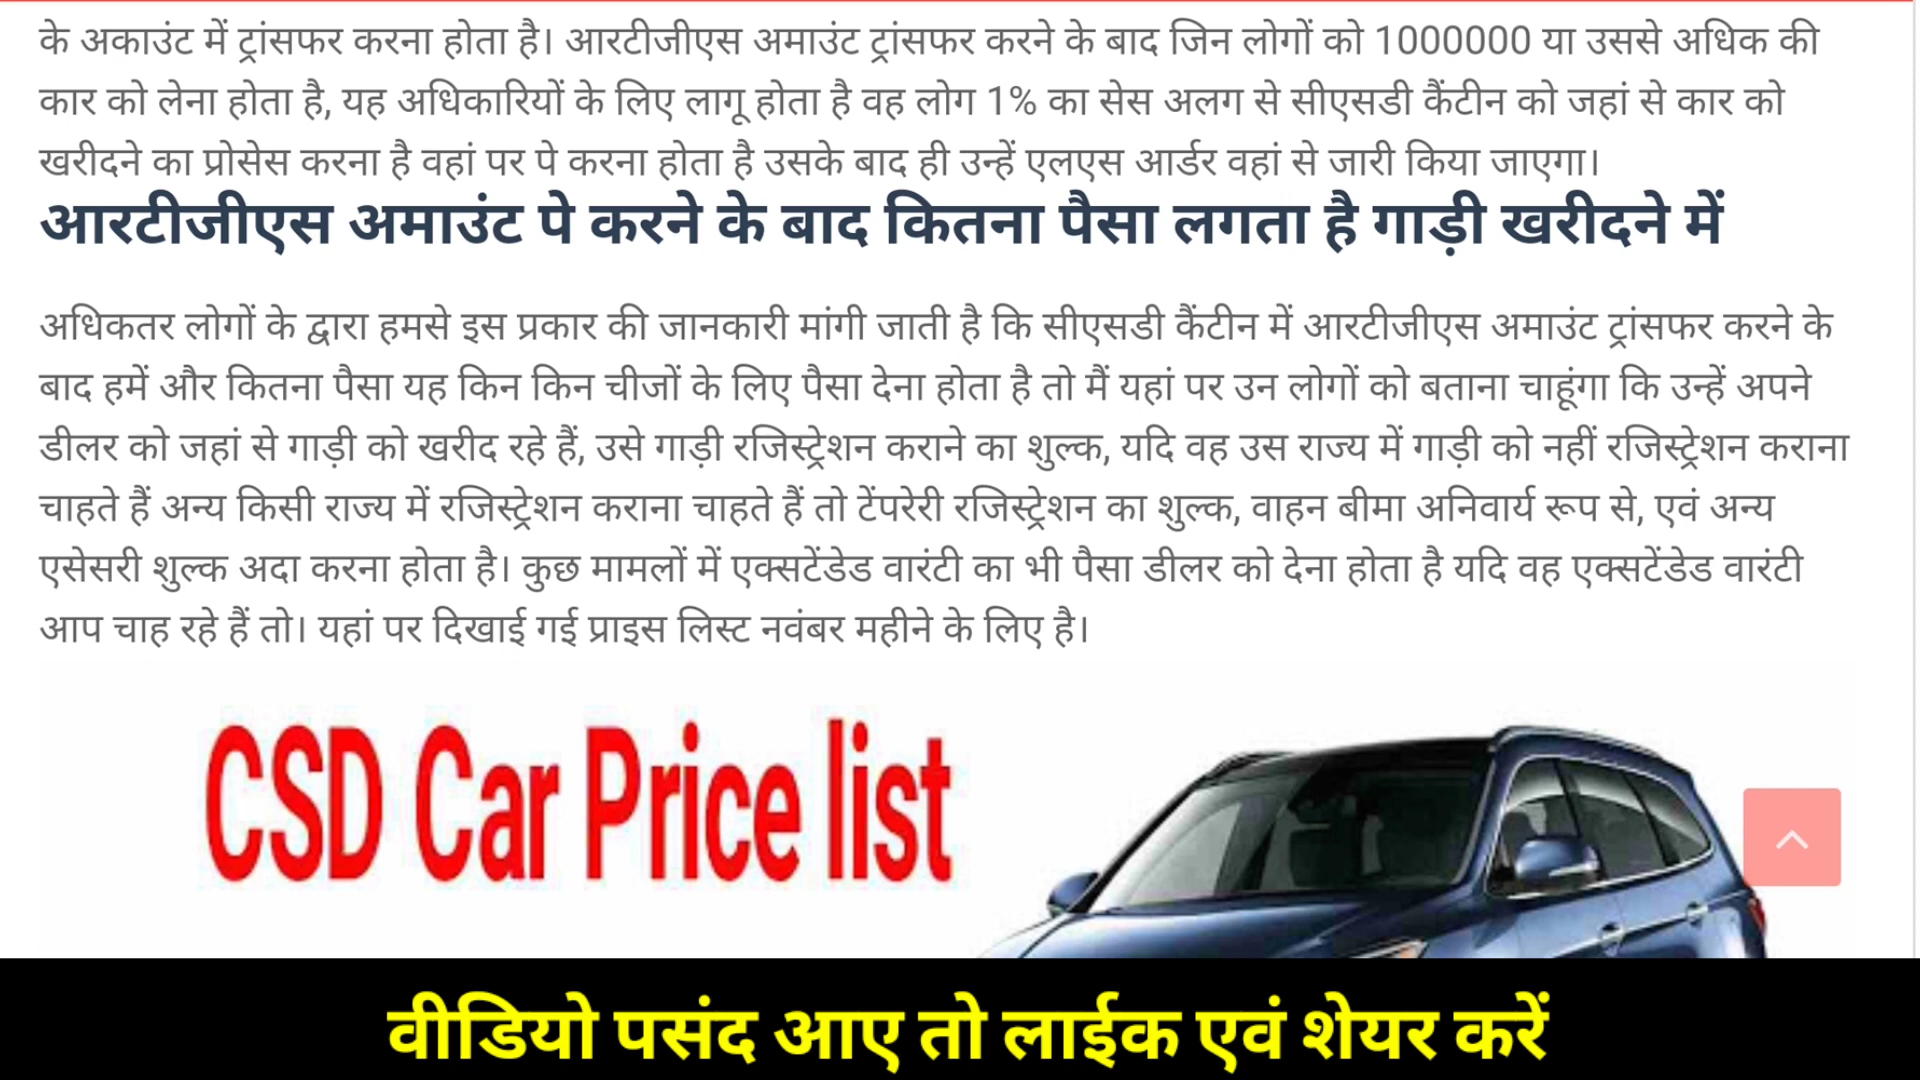 के अकाउंट में ट्रांसफर करना होता है। आरटीजीएस अमाउंट ट्रांसफर करने के बाद जिन लोगों को 1000000 या उससे अधिक की
कार को लेना होता है, यह अधिकारियों के लिए लागू होता है वह लोग 1% का सेस अलग से सीएसडी कैंटीन को जहां से कार को
खरीदने का प्रोसेस करना है वहां पर पे करना होता है उसके बाद ही उन्हें एलएस आर्डर वहां से जारी किया जाएगा।
आरटीजीएस अमाउंट पे करने के बाद कितना पैसा लगता है गाड़ी खरीदने में
अधिकतर लोगों के द्वारा हमसे इस प्रकार की जानकारी मांगी जाती है कि सीएसडी कैंटीन में आरटीजीएस अमाउंट ट्रांसफर करने के
बाद हमें और कितना पैसा यह किन किन चीजों के लिए पैसा देना होता है तो मैं यहां पर उन लोगों को बताना चाहूंगा कि उन्हें अपने
डीलर को जहां से गाड़ी को खरीद रहे हैं, उसे गाड़ी रजिस्ट्रेशन कराने का शुल्क, यदि वह उस राज्य में गाड़ी को नहीं रजिस्ट्रेशन कराना
चाहते हैं अन्य किसी राज्य में रजिस्ट्रेशन कराना चाहते हैं तो टेंपरेरी रजिस्ट्रेशन का शुल्क, वाहन बीमा अनिवार्य रूप से, एवं अन्य
एसेसरी शुल्क अदा करना होता है। कुछ मामलों में एक्सटेंडेड वारंटी का भी पैसा डीलर को देना होता है यदि वह एक्सटेंडेड वारंटी
आप चाह रहे हैं तो। यहां पर दिखाई गई प्राइस लिस्ट नवंबर महीने के लिए है।
CSD Car Price list
वीडियो पसंद आए तो लाईक एवं शेयर करें